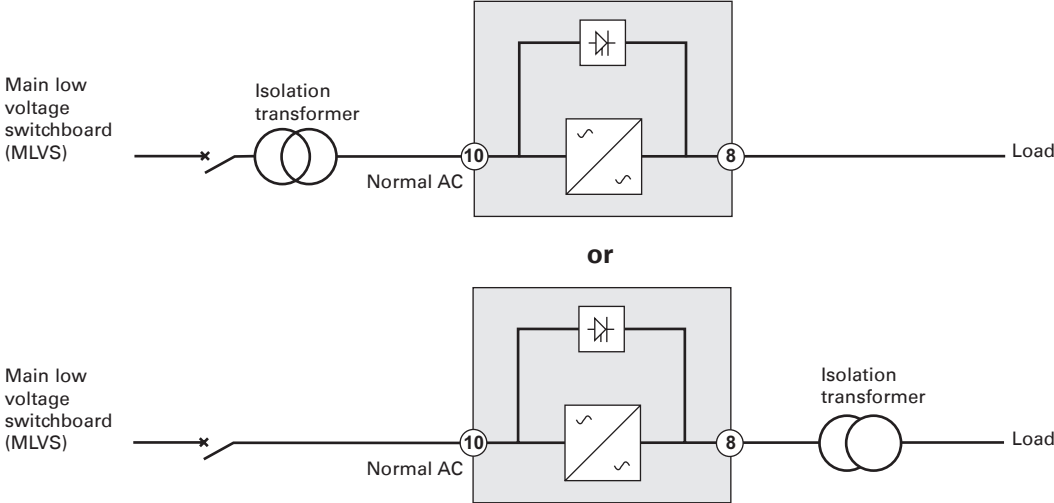 Main low
voltage
switchboard
(MLVS)
Isolation
transformer
10
Normal AC
8
Load
or
Main low
voltage
switchboard
(MLVS)
10
Normal AC
8
Isolation
transformer
Load